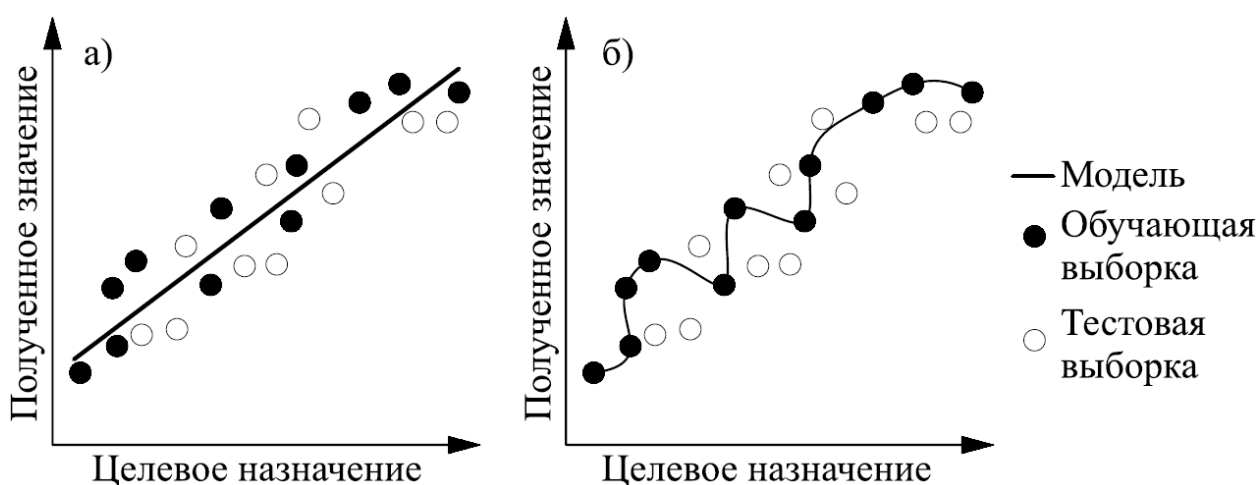 а)
Полученное значение
Целевое назначение
б)
Полученное значение
Целевое назначение
Модель
Обучающая
выборка
Тестовая
выборка